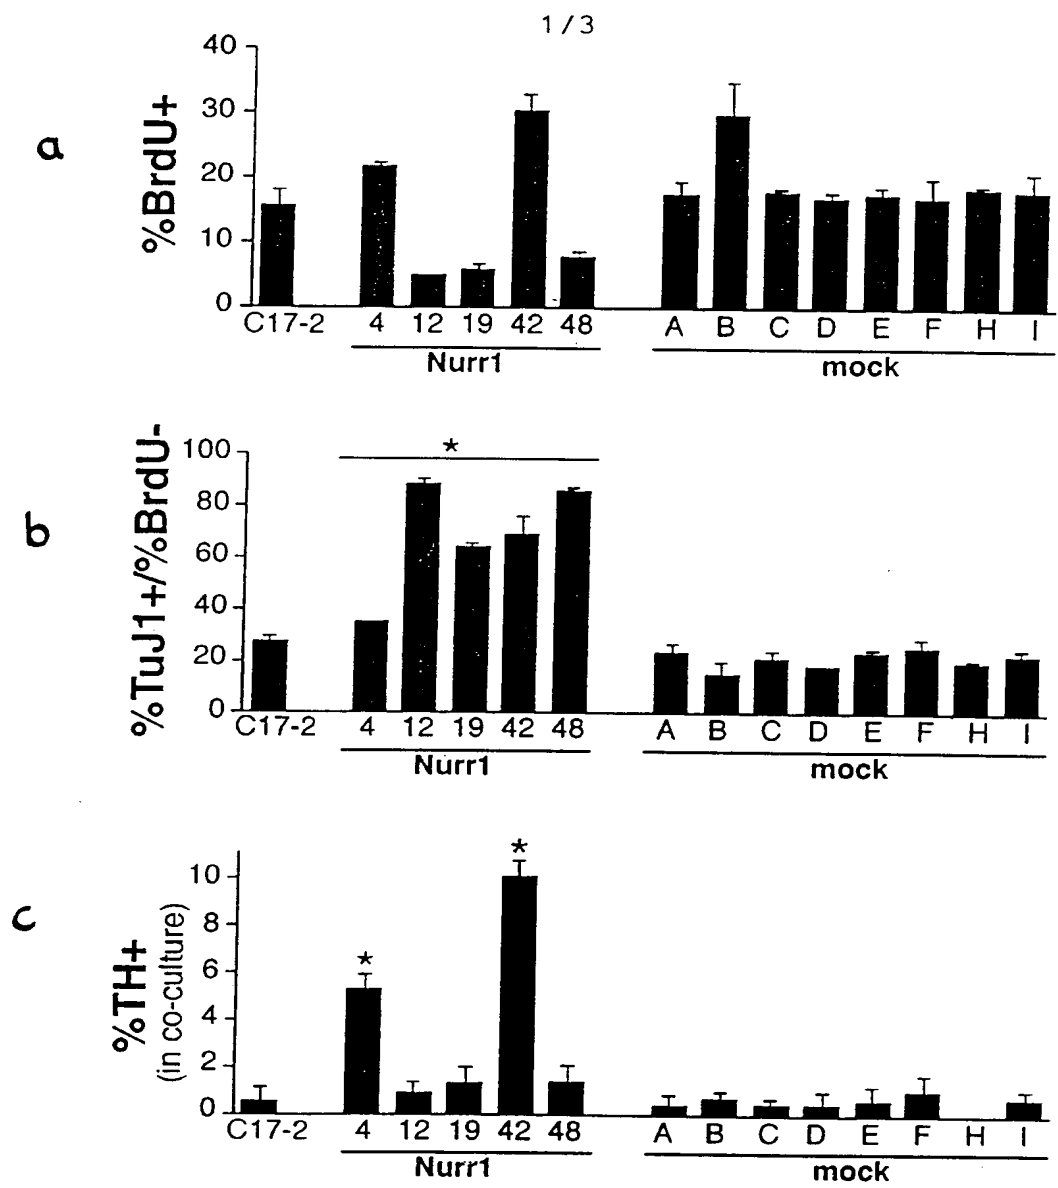 1/3
a
%BrdU+
40
30
20
10
0
C17-2 4 12 19 42 48 A B C D E F H I
Nurr1 mock
b
%TuJ1+/%BrdU-
100
80
60
40
20
0
*
C17-2 4 12 19 42 48 A B C D E F H I
Nurr1 mock
c
%TH+
(in co-culture)
10
8
6
4
2
0
*
*
C17-2 4 12 19 42 48 A B C D E F H I
Nurr1 mock